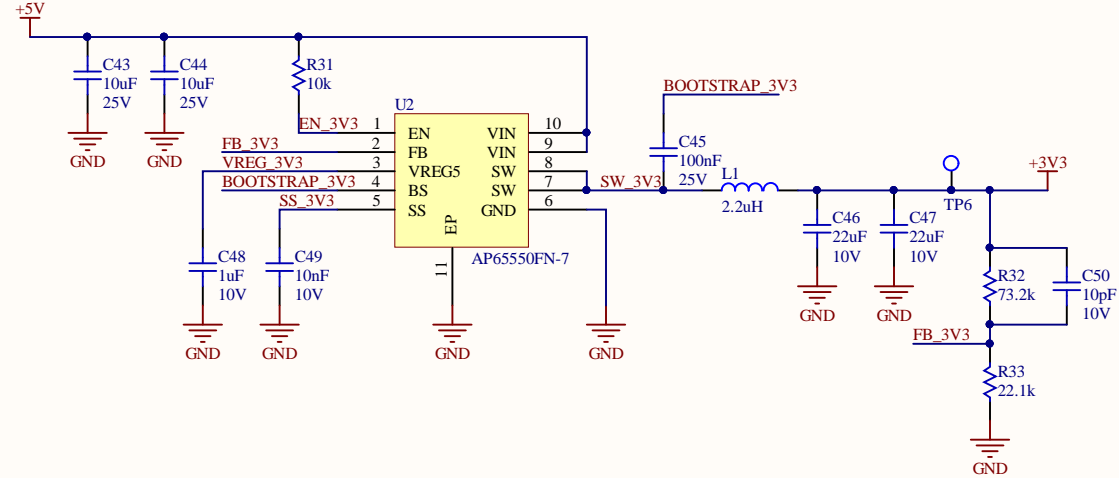 +5V
C43
10uF
25V
C44
10uF
25V
R31
10k
GND
GND
U2
EN_3V3
1
EN
FB_3V3
2
FB
VREG_3V3
3
VREG5
BOOTSTRAP_3V3
4
BS
SS_3V3
5
SS
EP
11
VIN
10
VIN
9
SW
8
SW
7
GND
6
AP65550FN-7
C48
1uF
10V
C49
10nF
10V
GND
GND
GND
GND
BOOTSTRAP_3V3
C45
100nF
25V
SW_3V3
L1
2.2uH
TP6
+3V3
C46
22uF
10V
C47
22uF
10V
GND
GND
R32
73.2k
C50
10pF
10V
FB_3V3
R33
22.1k
GND